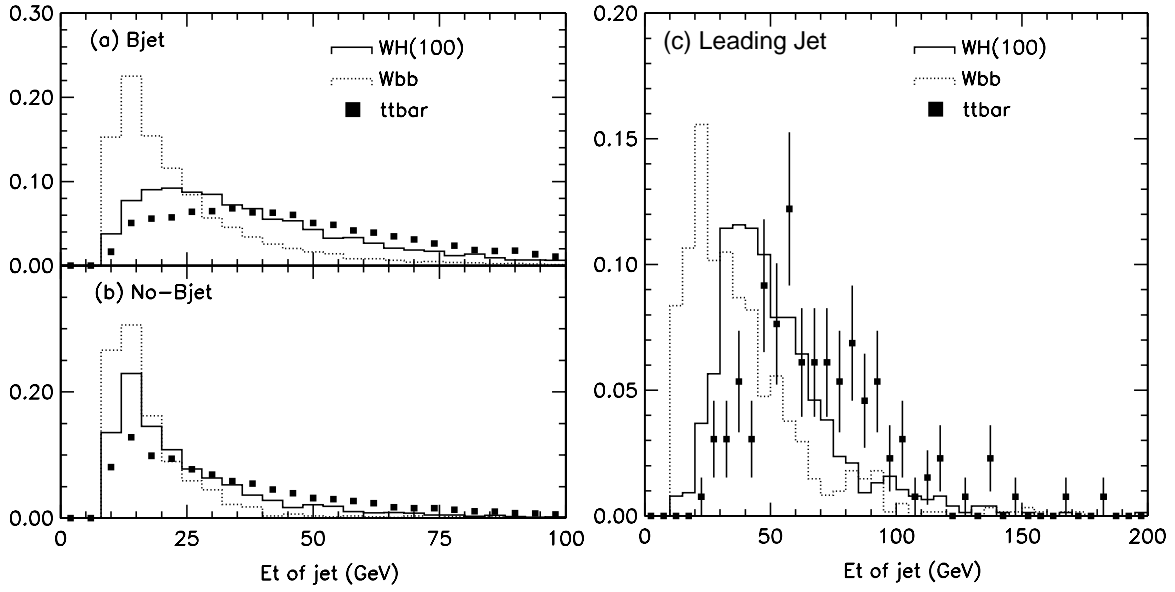 0.30
(a) Bjet
WH(100)
Wbb
ttbar
0.20
0.10
0.00
(b) No-Bjet
0.20
0.00
0 25 50 75 100
Et of jet (GeV)
0.20
(c) Leading Jet
WH(100)
Wbb
ttbar
0.15
0.10
0.05
0.00
0 50 100 150 200
Et of jet (GeV)